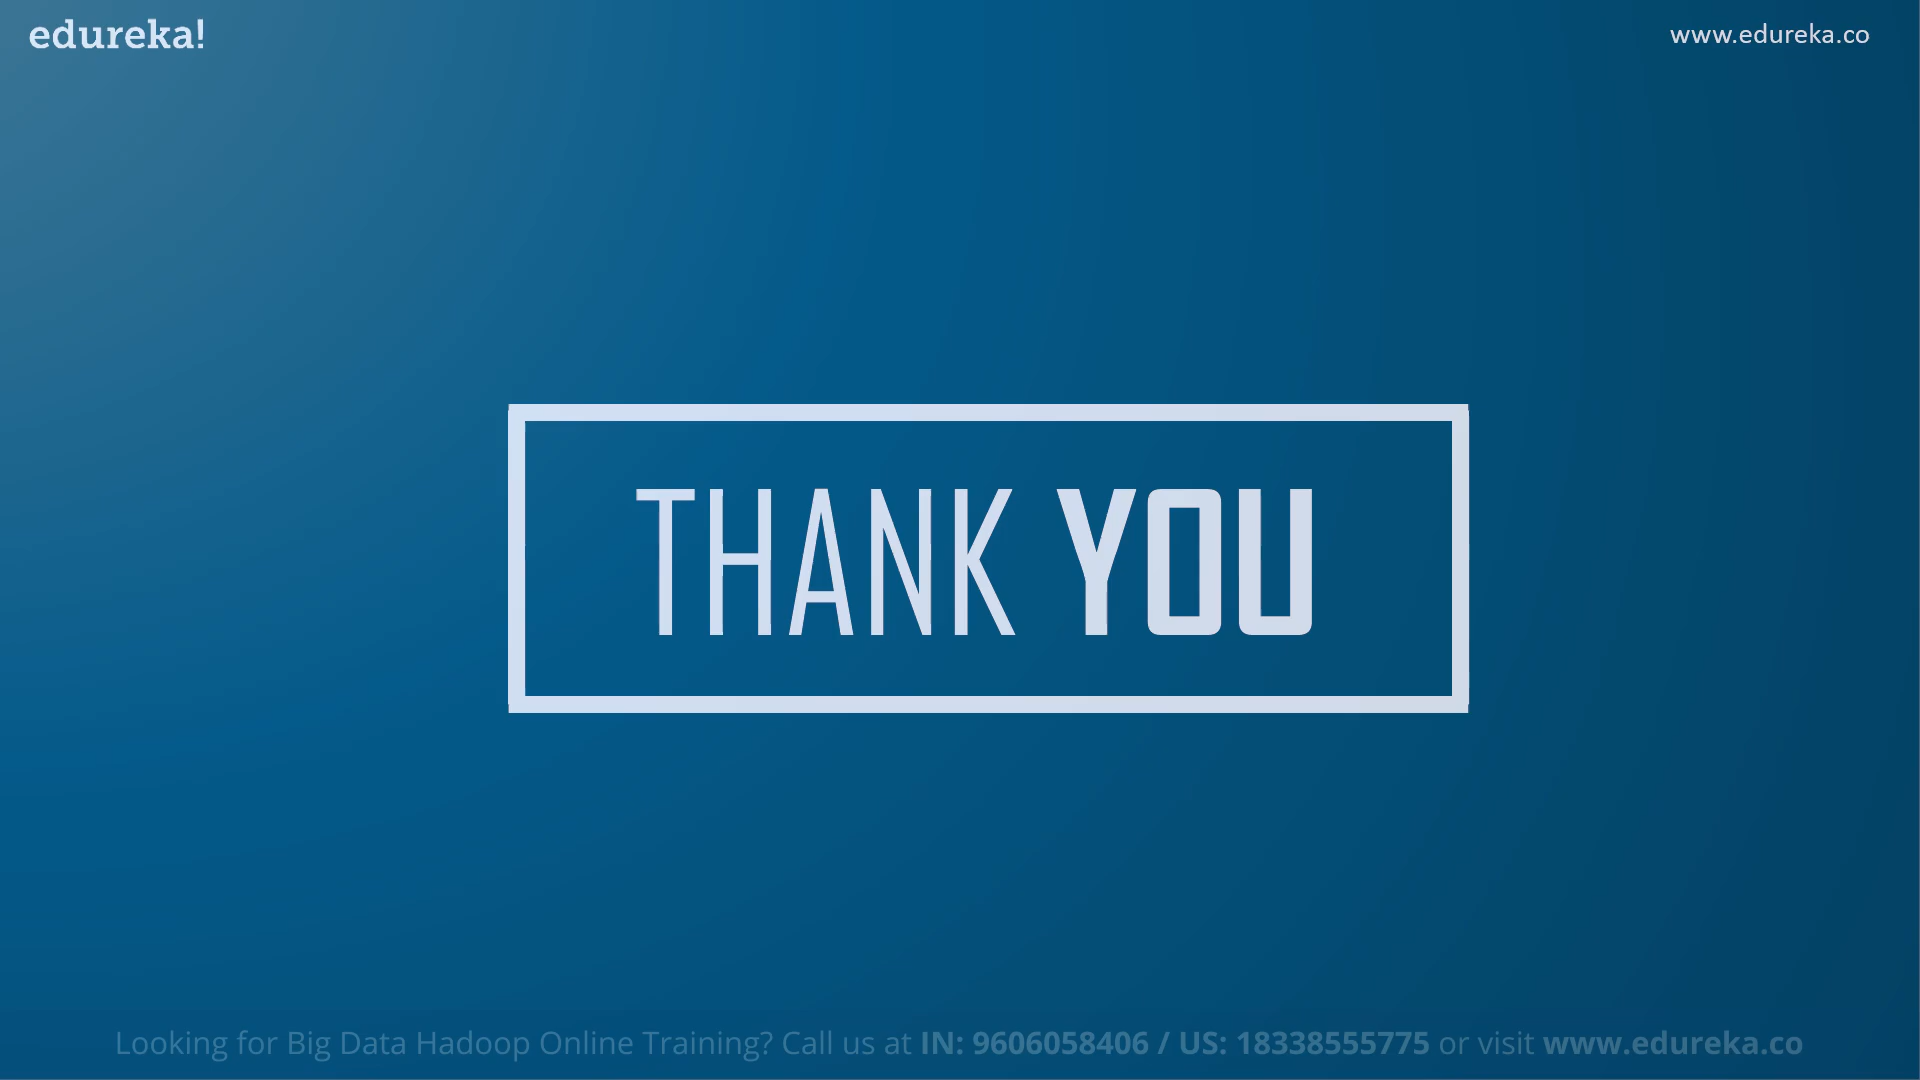 edureka!
www.edureka.co
THANK YOU
Looking for Big Data Hadoop Online Training? Call us at IN: 9606058406 / US: 18338555775 or visit www.edureka.co